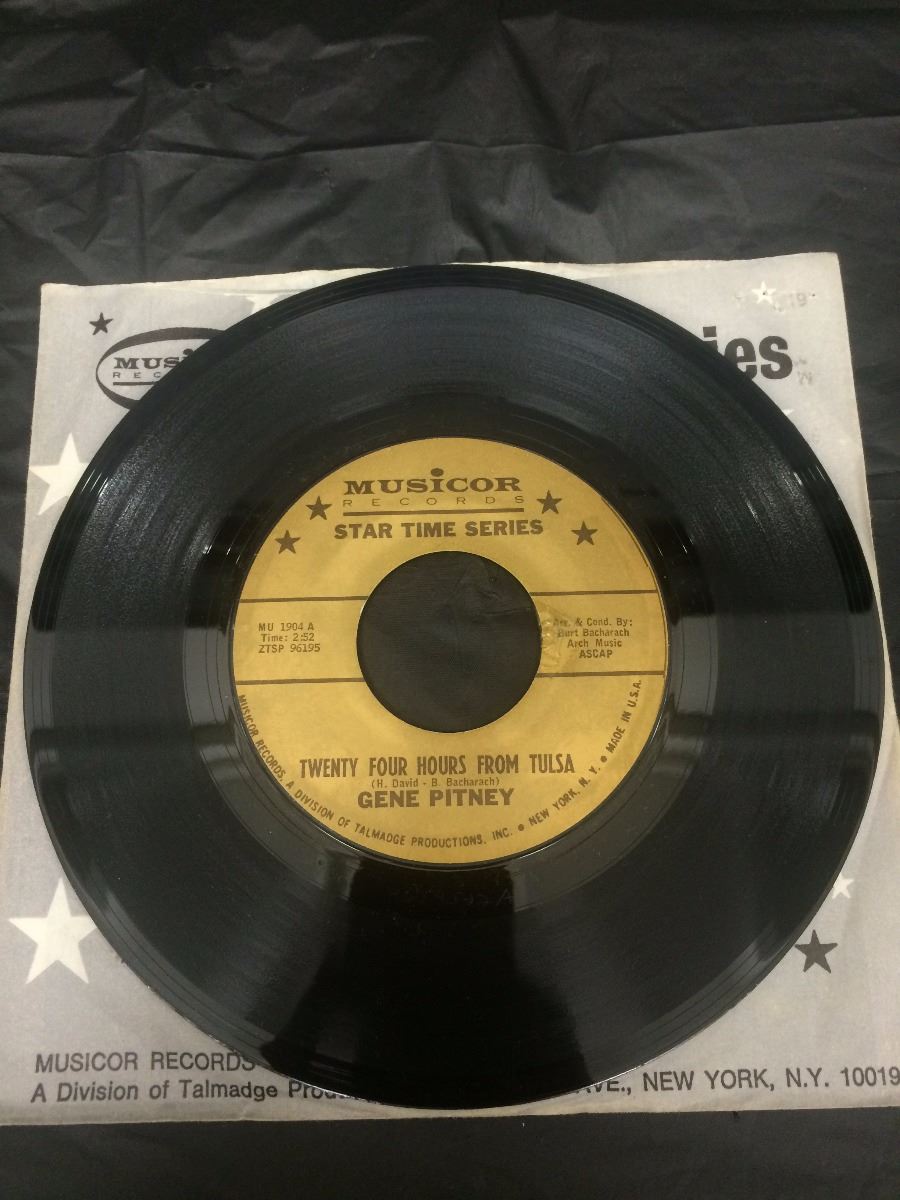 MUSICOR
RECORDS
STAR TIME SERIES
MU 1904 A
Time: 2:52
ZTSP 96195
Arr. & Cond. By:
Burt Bacharach
Arch Music
ASCAP
TWENTY FOUR HOURS FROM TULSA
(H. David - B. Bacharach)
GENE PITNEY
MUSICOR RECORDS, A DIVISION OF TALMADGE PRODUCTIONS, INC. • NEW YORK, N. Y. • MADE IN U.S.A.
MUSICOR RECORDS
A Division of Talmadge AVE., NEW YORK, N.Y. 10019